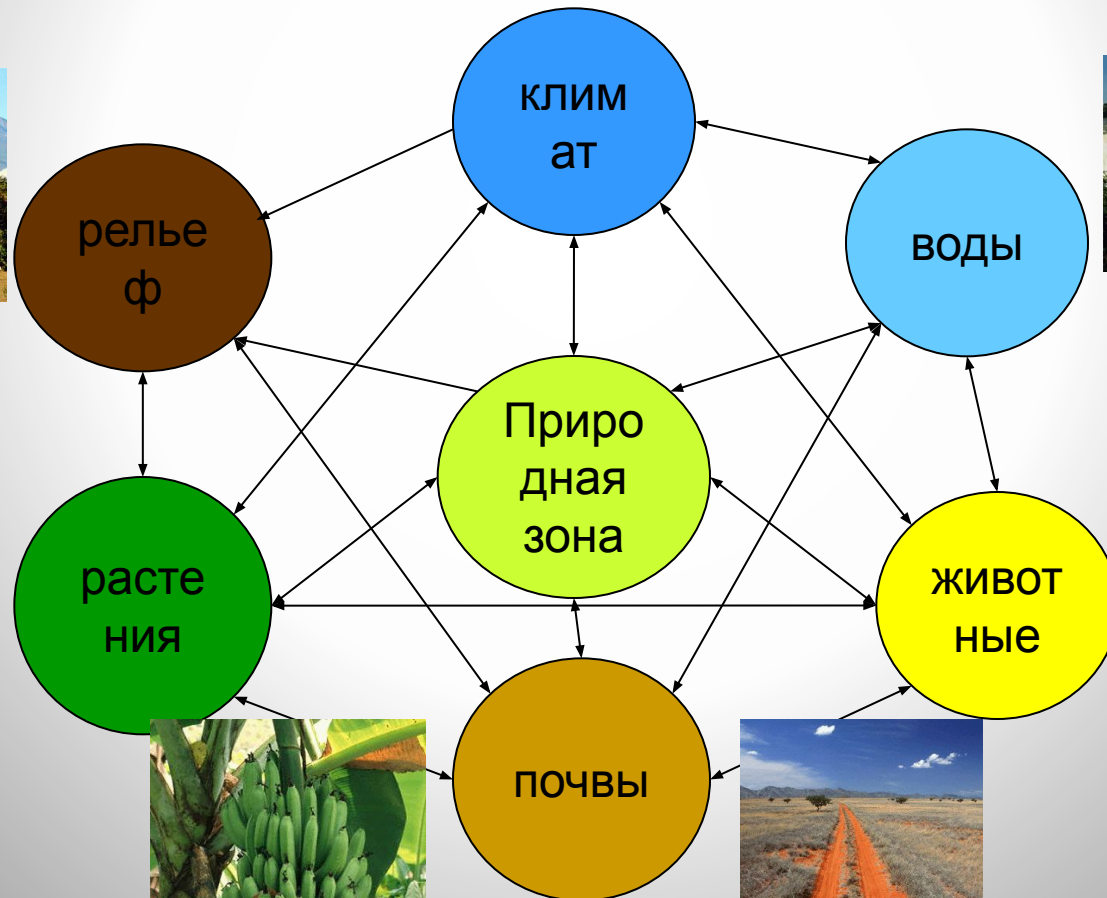 клим
ат
релье
ф
воды
Приро
дная
зона
расте
ния
живот
ные
почвы